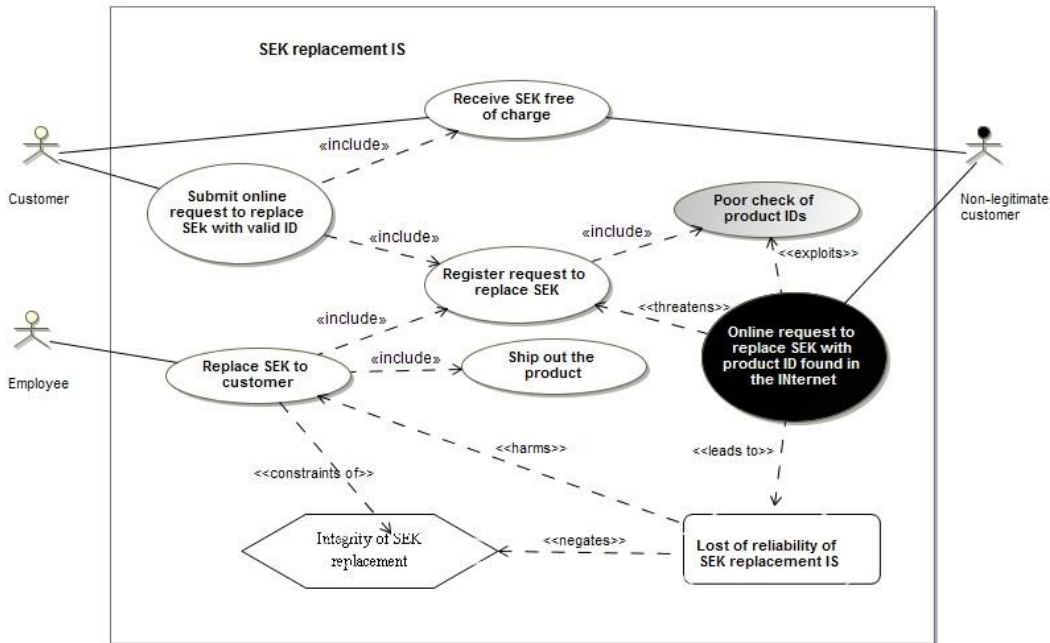 SEK replacement IS
Receive SEK free
of charge
«include»
Customer
Non-legitimate
customer
Submit online
request to replace
SEk with valid ID
Poor check of
product IDs
«include»
«include»
<<exploits>>
Register request to
replace SEK
<<threatens>>
«include»
Online request to
replace SEK with
product ID found in
the INternet
Employee
Replace SEK to
customer
«include»
Ship out the
product
<<harms>>
<<leads to>>
<<constraints of>>
Integrity of SEK
replacement
<<negates>>
Lost of reliability of
SEK replacement IS